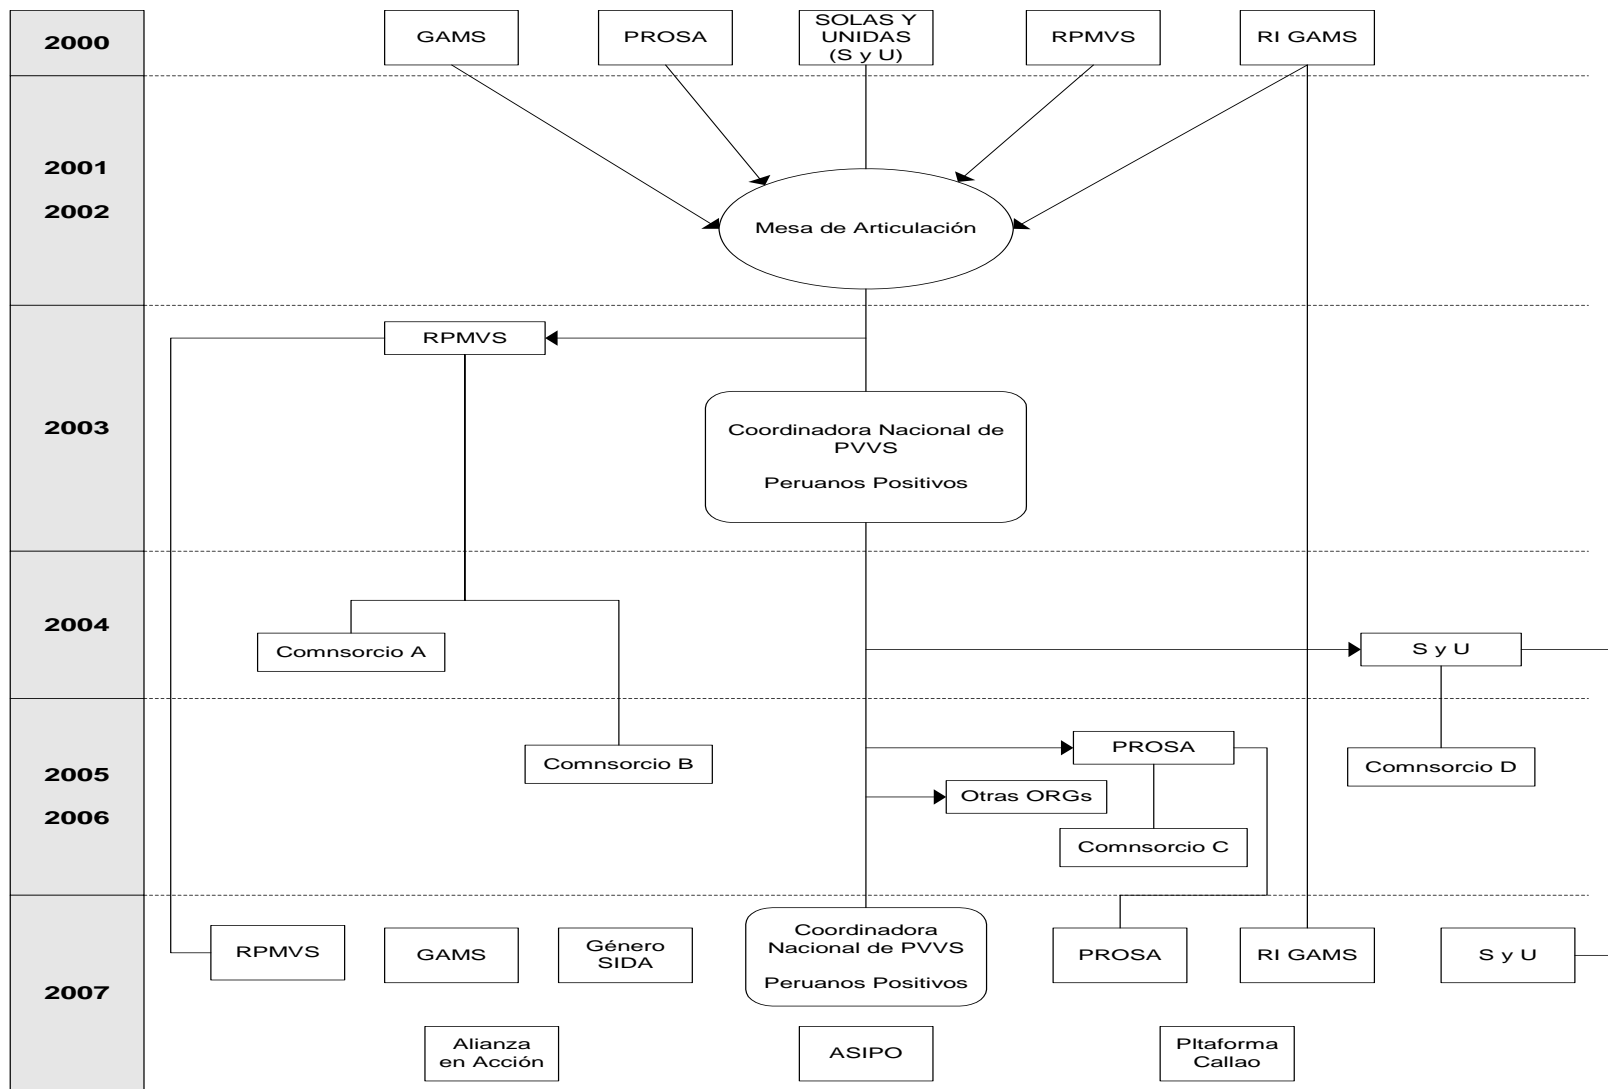 2000
GAMS
PROSA
SOLAS Y
UNIDAS
(S y U)
RPMVS
RI GAMS
2001
2002
Mesa de Articulación
2003
RPMVS
Coordinadora Nacional de
PVVS
Peruanos Positivos
2004
Comnsorcio A
S y U
2005
2006
Comnsorcio B
PROSA
Otras ORGs
Comnsorcio C
Comnsorcio D
2007
RPMVS
GAMS
Género
SIDA
Coordinadora
Nacional de PVVS
Peruanos Positivos
PROSA
RI GAMS
S y U
Alianza
en Acción
ASIPO
Pltaforma
Callao